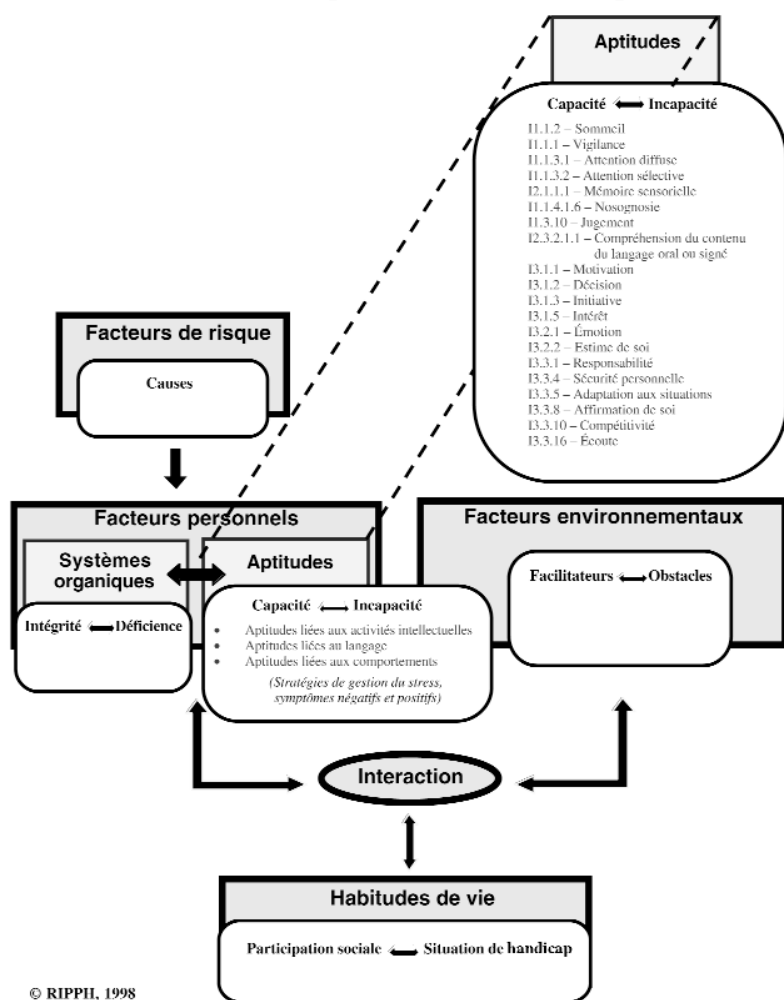 Aptitudes
Capacité Incapacité
I1.1.2 – Sommeil
I1.1.1 – Vigilance
I1.1.3.1 – Attention diffuse
I1.1.3.2 – Attention sélective
I2.1.1.1 – Mémoire sensorielle
I1.1.4.1.6 – Nosognosie
I1.3.10 – Jugement
I2.3.2.1.1 – Compréhension du contenu
du langage oral ou signé
I3.1.1 – Motivation
I3.1.2 – Décision
I3.1.3 – Initiative
I3.1.5 – Intérêt
I3.2.1 – Émotion
I3.2.2 – Estime de soi
I3.3.1 – Responsabilité
I3.3.4 – Sécurité personnelle
I3.3.5 – Adaptation aux situations
I3.3.8 – Affirmation de soi
I3.3.10 – Compétitivité
I3.3.16 – Écoute
Facteurs de risque
Causes
Facteurs personnels
Systèmes
organiques
Intégrité Déficience
Aptitudes
Capacité Incapacité
• Aptitudes liées aux activités intellectuelles
• Aptitudes liées au langage
• Aptitudes liées aux comportements
(Stratégies de gestion du stress,
symptômes négatifs et positifs)
Facteurs environnementaux
Facilitateurs Obstacles
Interaction
Habitudes de vie
Participation sociale Situation de handicap
© RIPPH, 1998